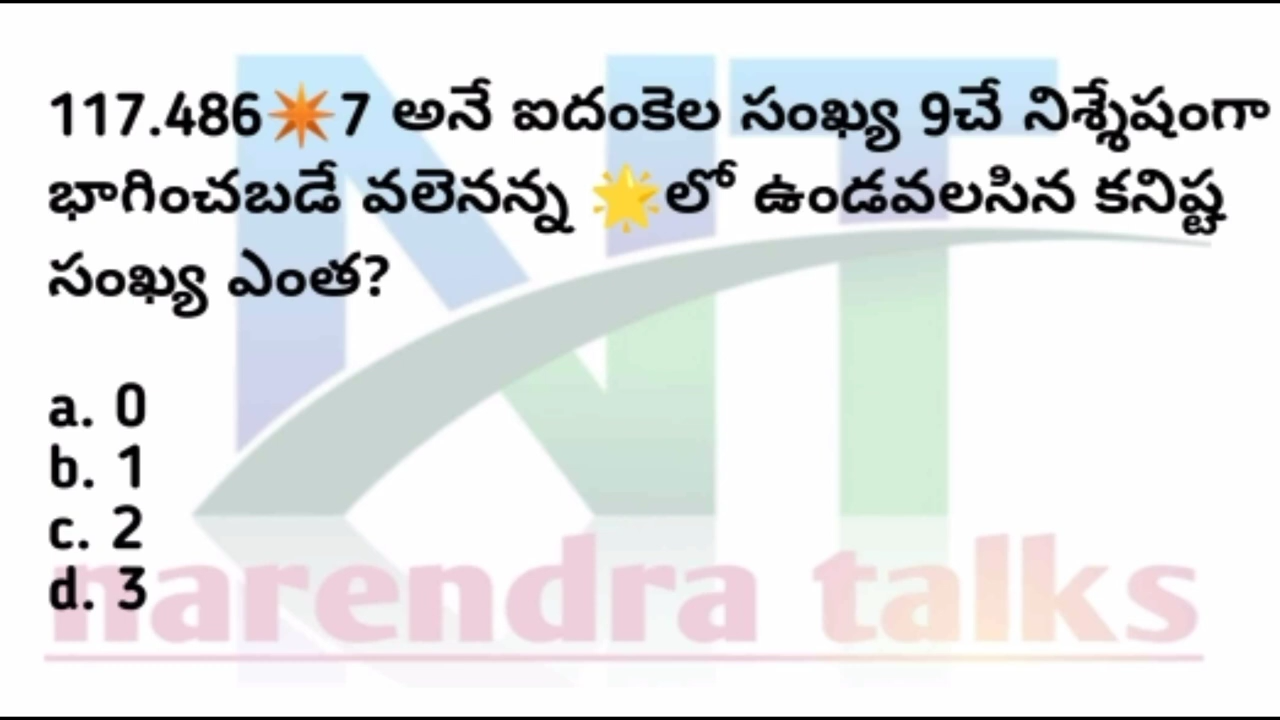 117.486💥7 అనే ఐదంకెల సంఖ్య 9చే నిశ్శేషంగా
భాగించబడే వలెనన్న 🌟లో ఉండవలసిన కనిష్ట
సంఖ్య ఎంత?
a. 0
b. 1
c. 2
d. 3
NT
narendra talks